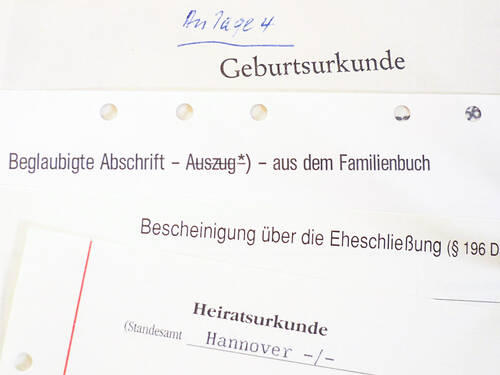 Anlage 4
Geburtsurkunde
Beglaubigte Abschrift – Auszug*) – aus dem Familienbuch
Bescheinigung über die Eheschließung (§ 196 D
Heiratsurkunde
(Standesamt Hannover -/-